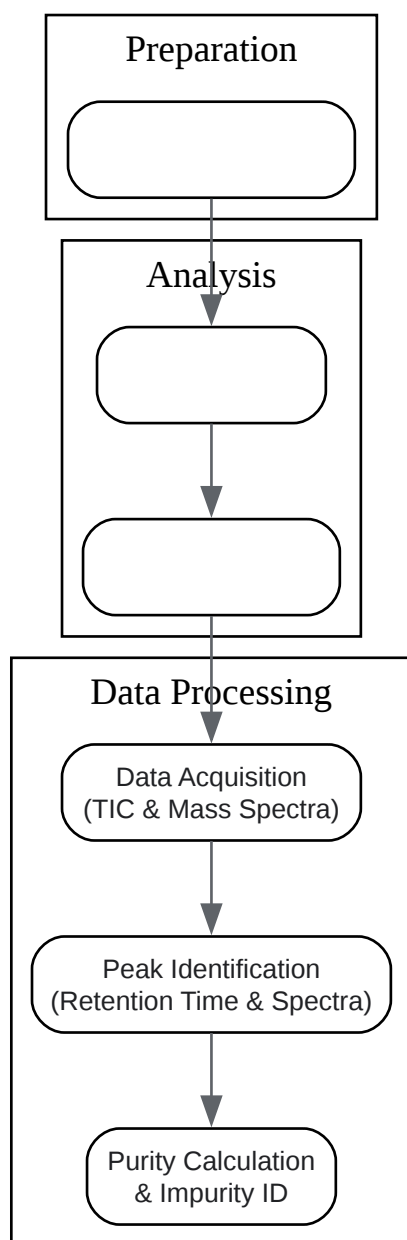 Preparation
Analysis
Data Processing
Data Acquisition
(TIC & Mass Spectra)
Peak Identification
(Retention Time & Spectra)
Purity Calculation
& Impurity ID